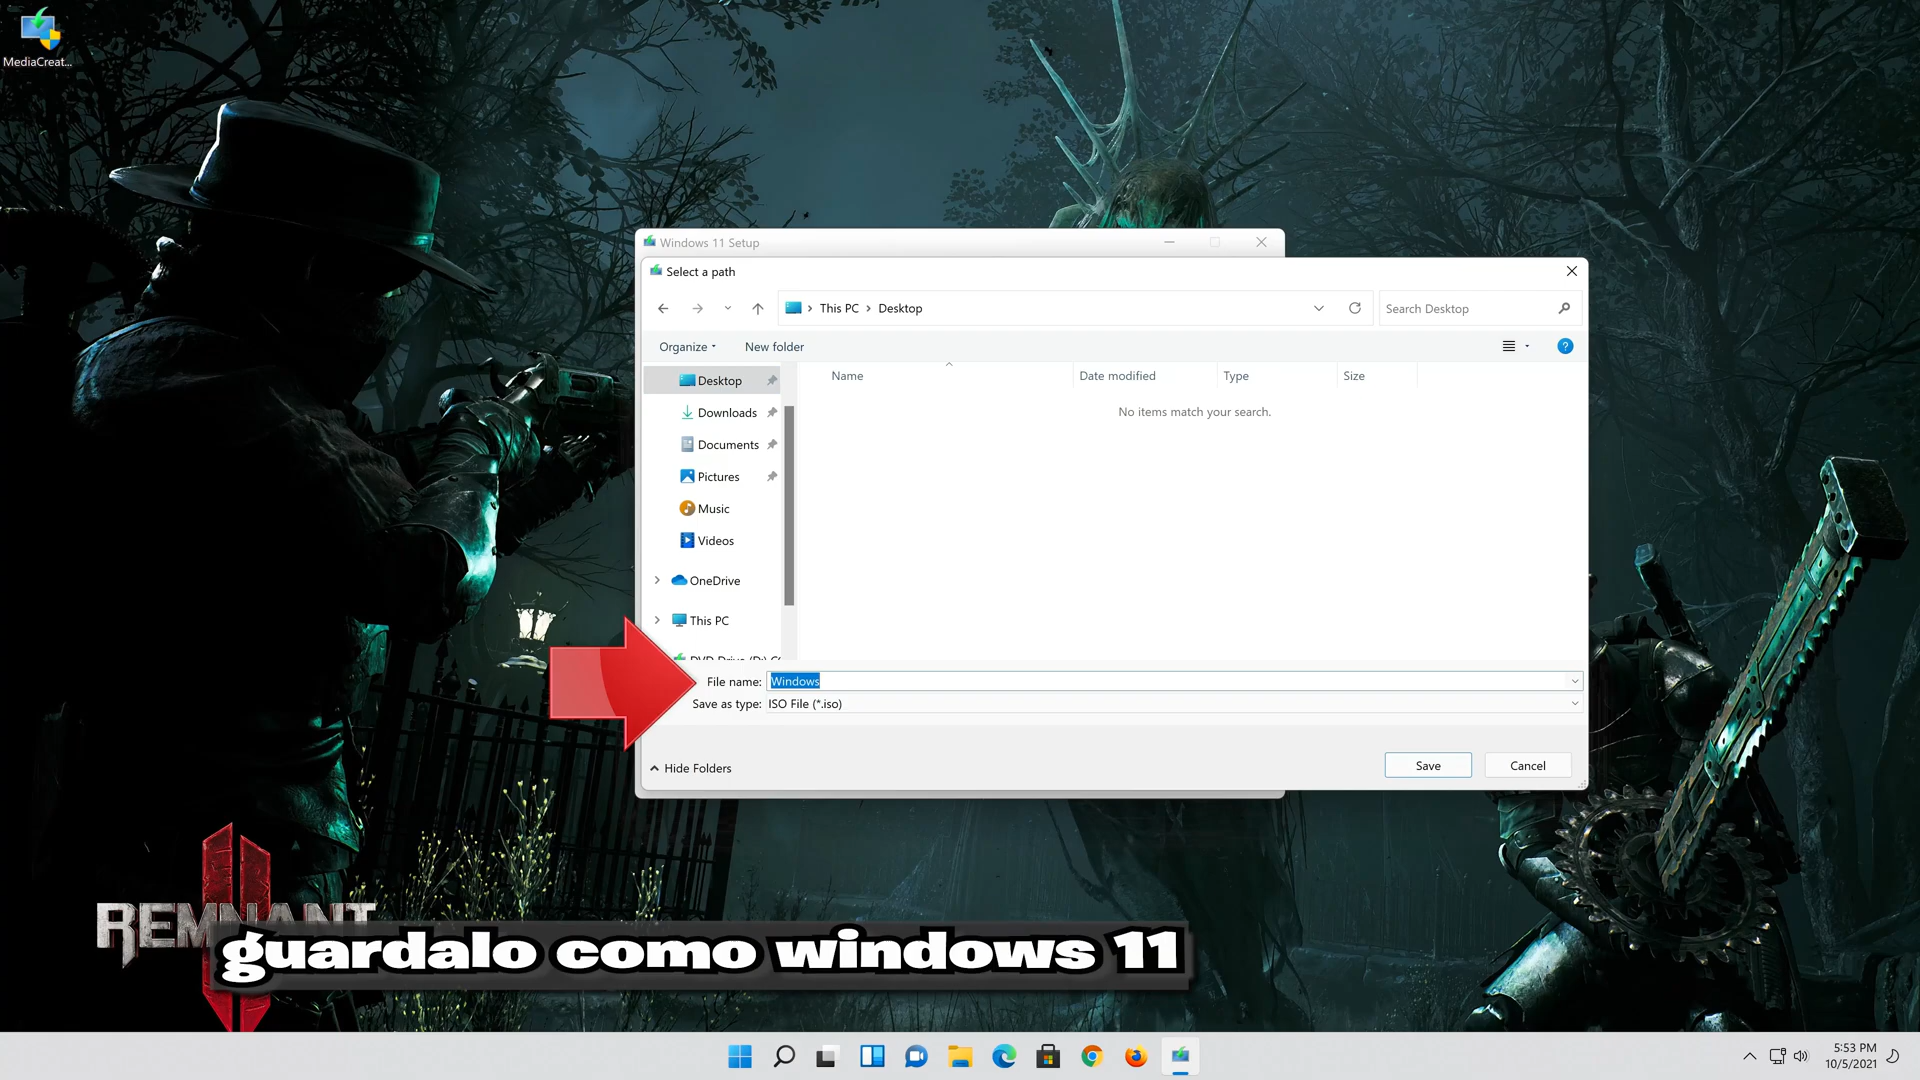 MediaCreat...
Windows 11 Setup
Select a path
This PC
Desktop
Search Desktop
Organize
New folder
Name
Date modified
Type
Size
No items match your search.
Desktop
Downloads
Documents
Pictures
Music
Videos
OneDrive
This PC
DVD Drive (D:)
File name:
Windows
Save as type:
ISO File (*.iso)
Hide Folders
Save
Cancel
REMNANT
guardalo como windows 11
5:53 PM
10/5/2021